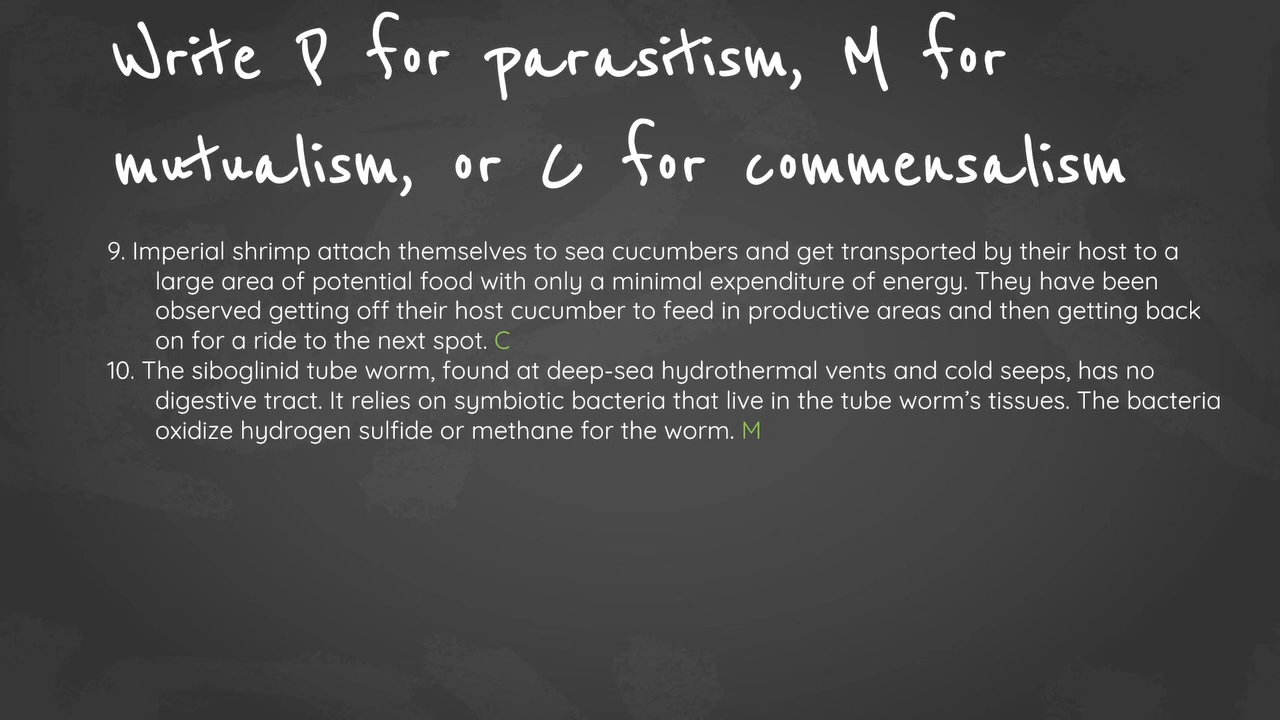 Write P for parasitism, M for
mutualism, or C for commensalism
9. Imperial shrimp attach themselves to sea cucumbers and get transported by their host to a
large area of potential food with only a minimal expenditure of energy. They have been
observed getting off their host cucumber to feed in productive areas and then getting back
on for a ride to the next spot. C
10. The siboglinid tube worm, found at deep-sea hydrothermal vents and cold seeps, has no
digestive tract. It relies on symbiotic bacteria that live in the tube worm’s tissues. The bacteria
oxidize hydrogen sulfide or methane for the worm. M